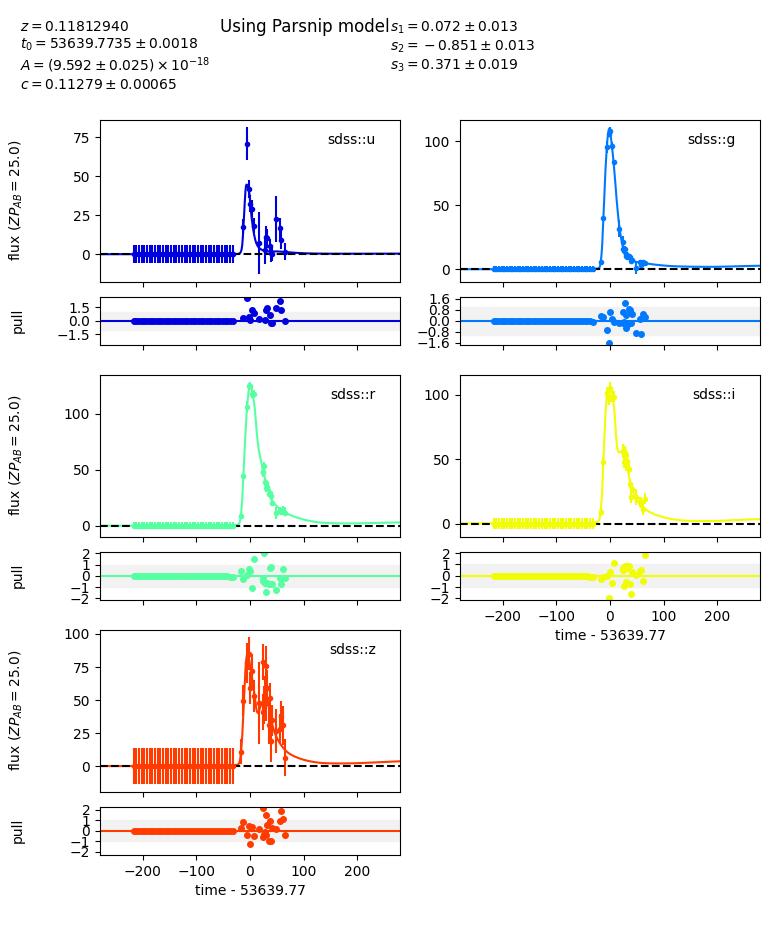 Using Parsnip model
z = 0.11812940
t₀ = 53639.7735 ± 0.0018
A = (9.592 ± 0.025) × 10⁻¹⁸
c = 0.11279 ± 0.00065
s₁ = 0.072 ± 0.013
s₂ = −0.851 ± 0.013
s₃ = 0.371 ± 0.019
flux (ZP_AB = 25.0)
75
50
25
0
sdss::u
100
50
0
sdss::g
pull
1.5
0.0
−1.5
1.6
0.8
0.0
−0.8
−1.6
flux (ZP_AB = 25.0)
100
50
0
sdss::r
100
50
0
sdss::i
pull
2
1
0
−1
−2
2
1
0
−1
−2
−200 −100 0 100 200
time - 53639.77
flux (ZP_AB = 25.0)
100
75
50
25
0
sdss::z
pull
2
1
0
−1
−2
−200 −100 0 100 200
time - 53639.77